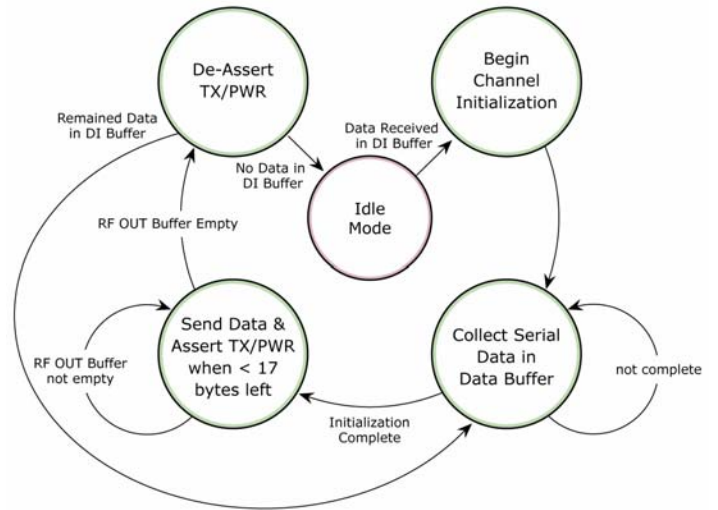 De-Assert
TX/PWR
Begin
Channel
Initialization
Remained Data
in DI Buffer
Data Received
in DI Buffer
No Data in
DI Buffer
Idle
Mode
RF OUT Buffer Empty
Send Data &
Assert TX/PWR
when < 17
bytes left
Collect Serial
Data in
Data Buffer
RF OUT Buffer
not empty
not complete
Initialization
Complete